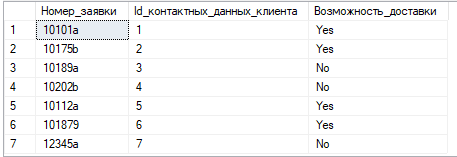 Номер_заявки Id_контактных_данных_клиента Возможность_доставки
1 10101a 1 Yes
2 10175b 2 Yes
3 10189a 3 No
4 10202b 4 No
5 10112a 5 Yes
6 101879 6 Yes
7 12345a 7 No